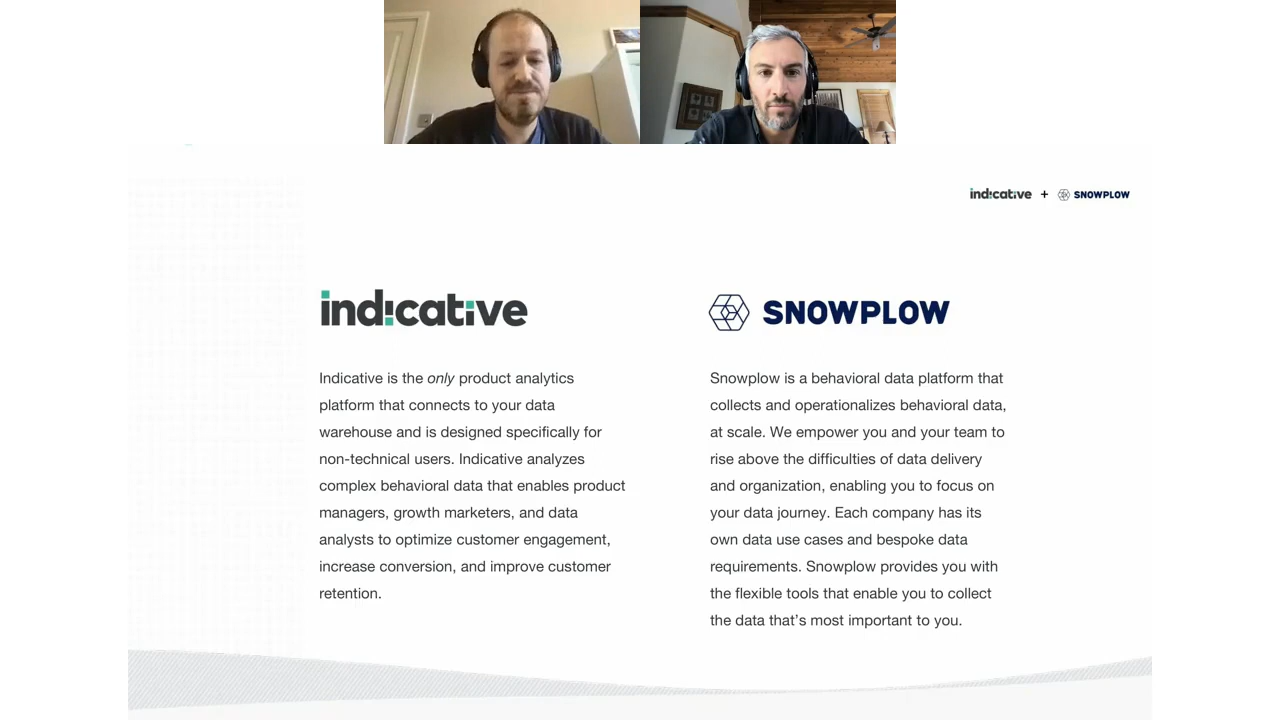 indicative + SNOWPLOW
indicative
SNOWPLOW
Indicative is the only product analytics
platform that connects to your data
warehouse and is designed specifically for
non-technical users. Indicative analyzes
complex behavioral data that enables product
managers, growth marketers, and data
analysts to optimize customer engagement,
increase conversion, and improve customer
retention.
Snowplow is a behavioral data platform that
collects and operationalizes behavioral data,
at scale. We empower you and your team to
rise above the difficulties of data delivery
and organization, enabling you to focus on
your data journey. Each company has its
own data use cases and bespoke data
requirements. Snowplow provides you with
the flexible tools that enable you to collect
the data that’s most important to you.